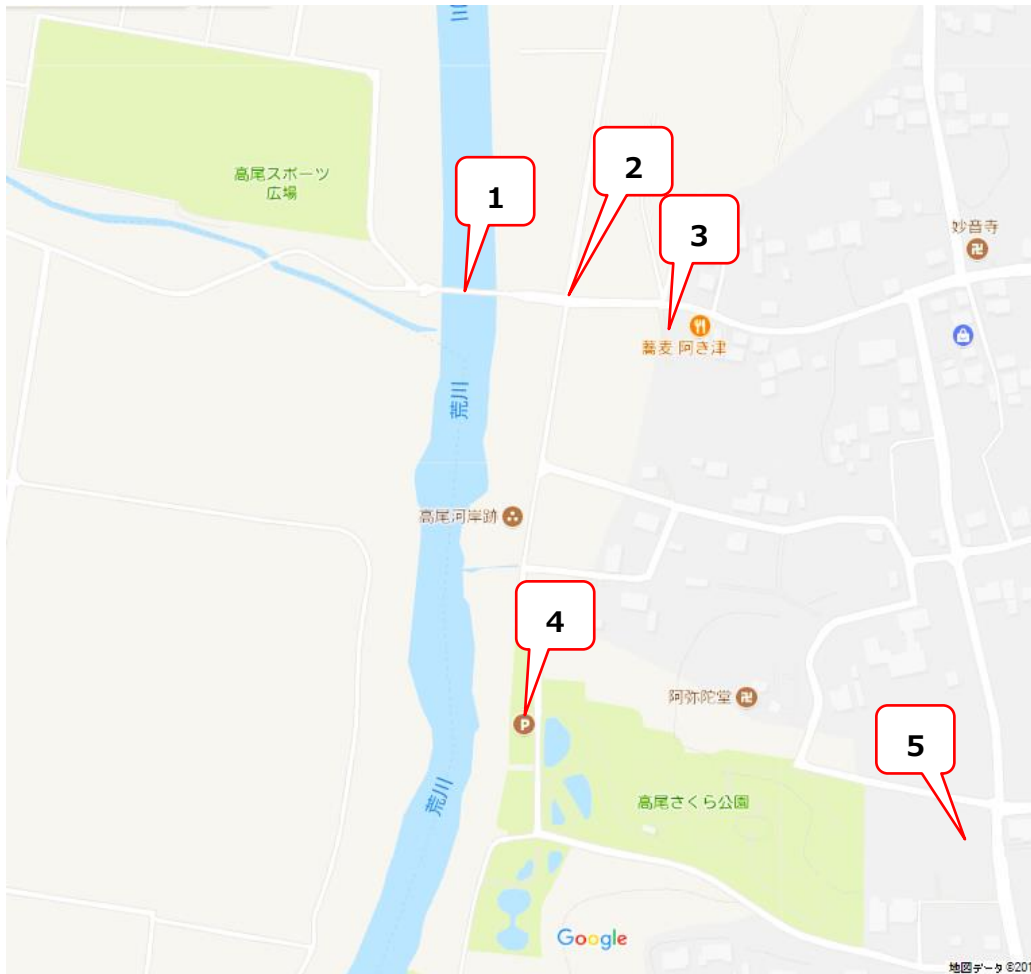 高尾スポーツ
広場
1
2
3
妙音寺
蕎麦 阿き津
荒川
高尾河岸跡
4
P
阿弥陀堂
5
荒川
高尾さくら公園
Google
地図データ ©201